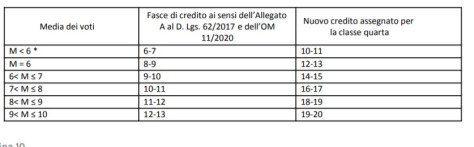 Media dei voti
Fasce di credito ai sensi dell'Allegato
A al D. Lgs. 62/2017 e dell'OM
11/2020
Nuovo credito assegnato per
la classe quarta
M < 6 * 6-7 10-11
M = 6 8-9 12-13
6< M ≤ 7 9-10 14-15
7< M ≤ 8 10-11 16-17
8< M ≤ 9 11-12 18-19
9< M ≤ 10 12-13 19-20